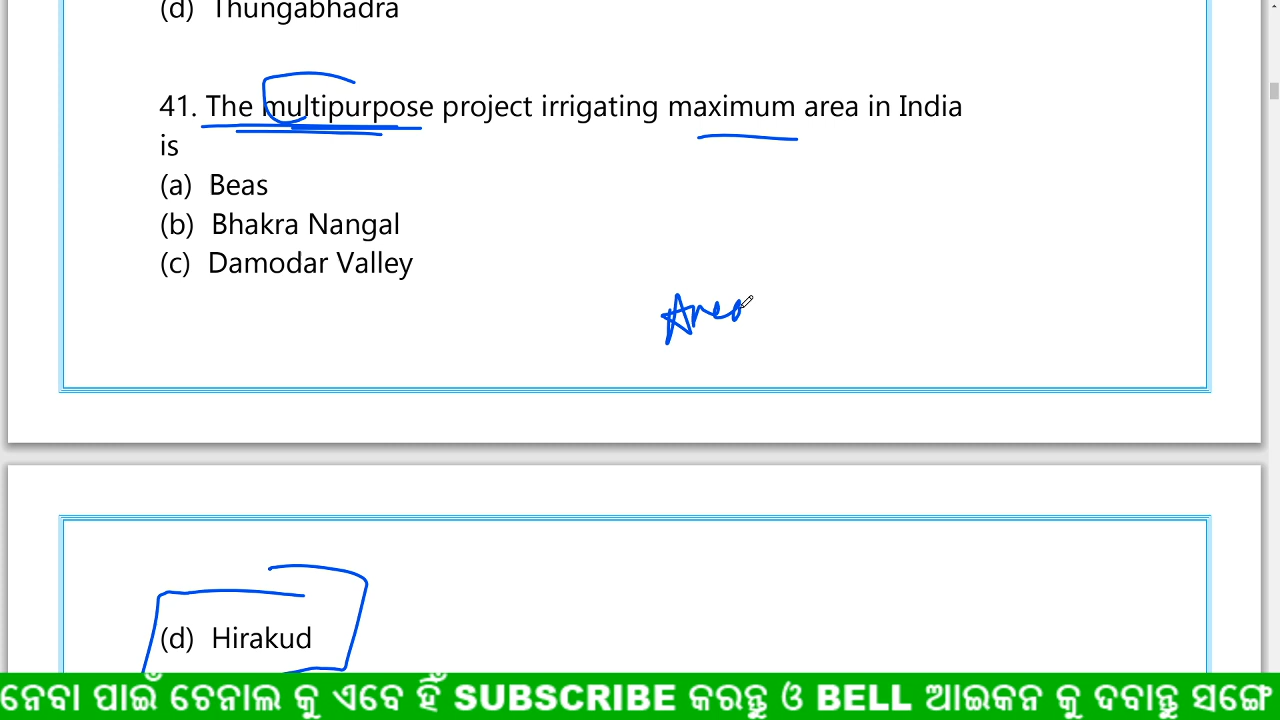 (d) Thungabhadra
41. The multipurpose project irrigating maximum area in India
is
(a) Beas
(b) Bhakra Nangal
(c) Damodar Valley
Area
(d) Hirakud
ନେବା ପାଇଁ ଚେନାଲ କୁ ଏବେ ହିଁ SUBSCRIBE କରନ୍ତୁ ଓ BELL ଆଇକନ କୁ ଦବାନ୍ତୁ ସଙ୍ଗେ